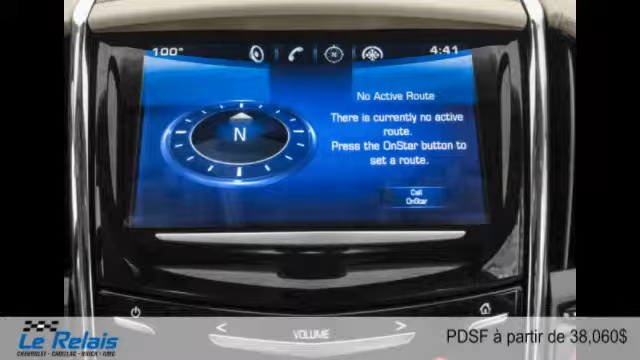 100°
4:41
No Active Route
There is currently no active
route.
Press the OnStar button to
set a route.
N
Call
OnStar
VOLUME
Le Relais
CHEVROLET - CADILLAC - BUICK - GMC
PDSF à partir de 38,060$